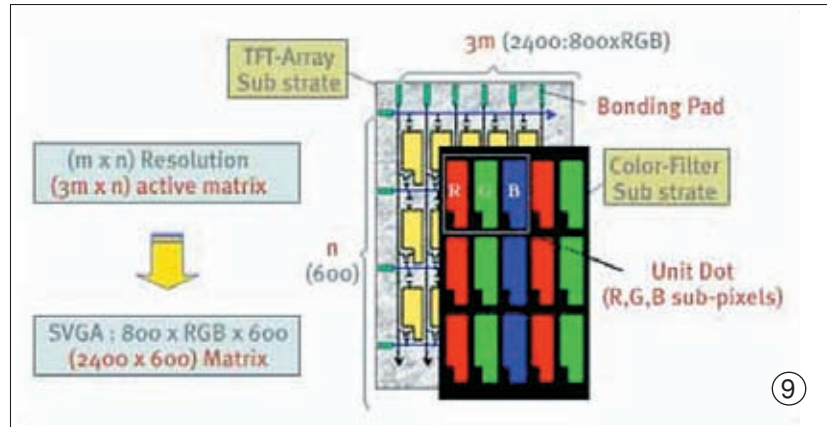 3m (2400:800xRGB)
TFT-Array
Sub strate
Bonding Pad
(m x n) Resolution
(3m x n) active matrix
Color-Filter
Sub strate
R G B
n
(600)
Unit Dot
(R,G,B sub-pixels)
SVGA : 800 x RGB x 600
(2400 x 600) Matrix
9